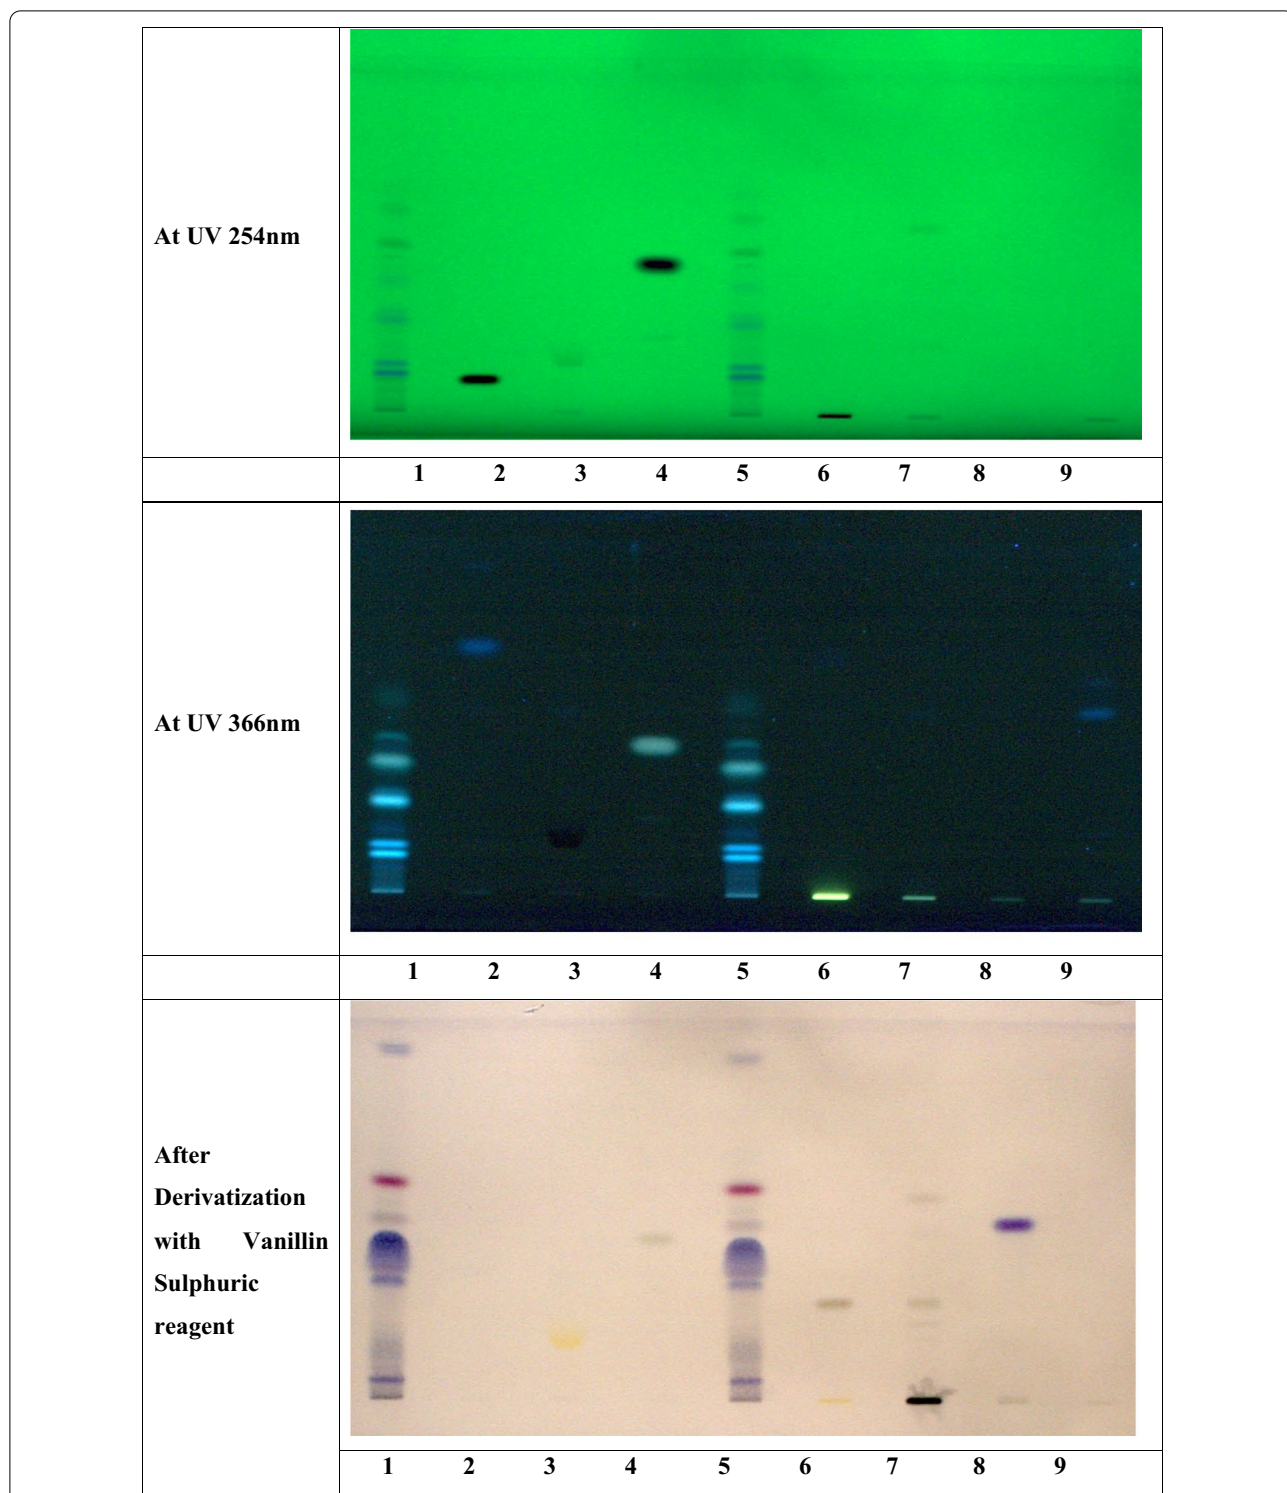 At UV 254nm
1 2 3 4 5 6 7 8 9
At UV 366nm
1 2 3 4 5 6 7 8 9
After
Derivatization
with Vanillin
Sulphuric
reagent
1 2 3 4 5 6 7 8 9